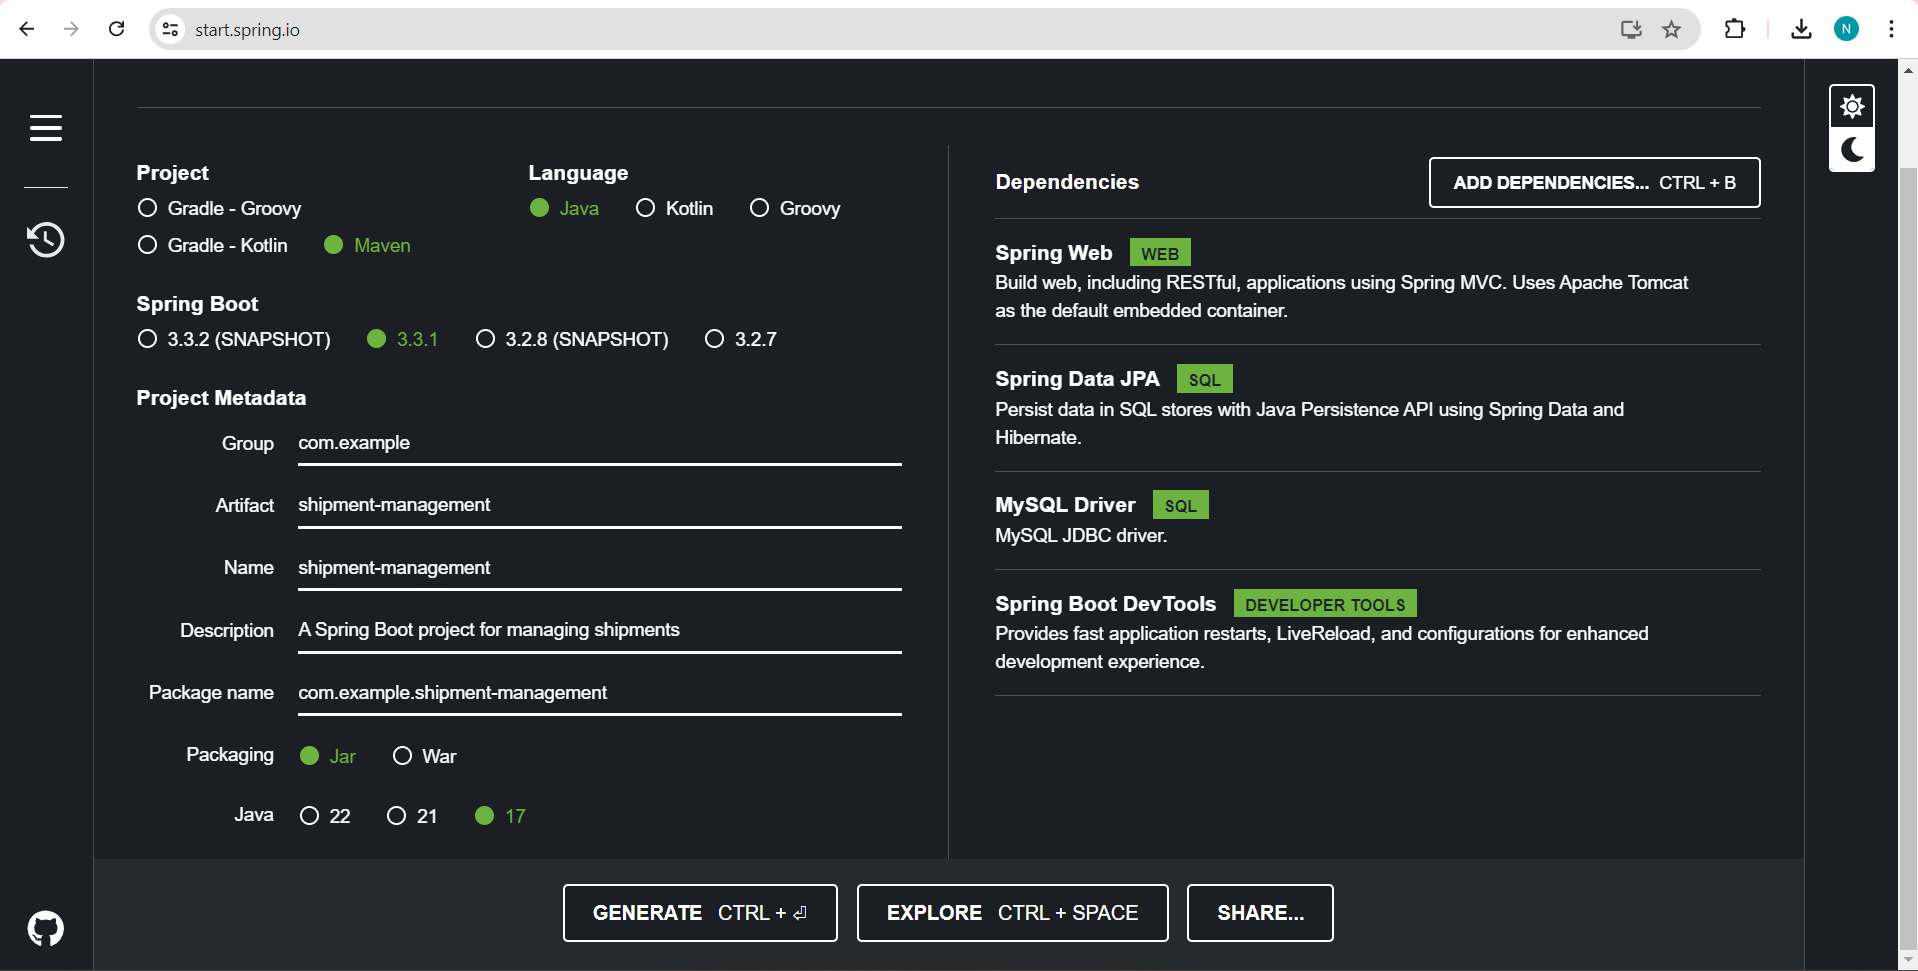 start.spring.io
N
Project
Gradle - Groovy
Gradle - Kotlin Maven
Language
Java Kotlin Groovy
Spring Boot
3.3.2 (SNAPSHOT) 3.3.1 3.2.8 (SNAPSHOT) 3.2.7
Project Metadata
Group com.example
Artifact shipment-management
Name shipment-management
Description A Spring Boot project for managing shipments
Package name com.example.shipment-management
Packaging Jar War
Java 22 21 17
Dependencies
ADD DEPENDENCIES... CTRL + B
Spring Web WEB
Build web, including RESTful, applications using Spring MVC. Uses Apache Tomcat
as the default embedded container.
Spring Data JPA SQL
Persist data in SQL stores with Java Persistence API using Spring Data and
Hibernate.
MySQL Driver SQL
MySQL JDBC driver.
Spring Boot DevTools DEVELOPER TOOLS
Provides fast application restarts, LiveReload, and configurations for enhanced
development experience.
GENERATE CTRL + ⏎
EXPLORE CTRL + SPACE
SHARE...